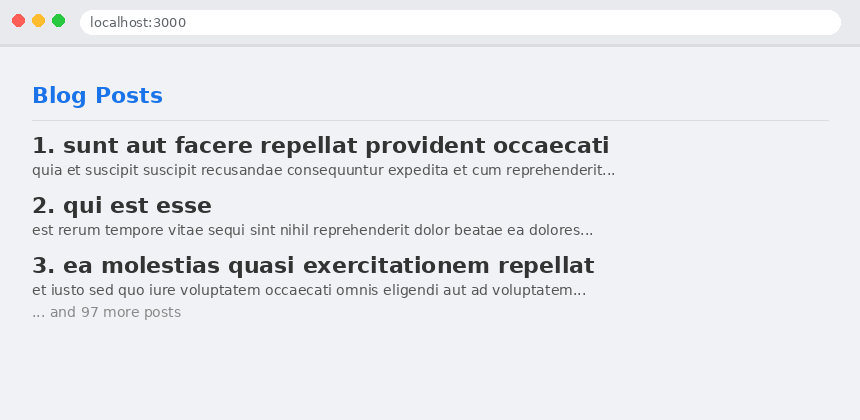 localhost:3000
Blog Posts
1. sunt aut facere repellat provident occaecati
quia et suscipit suscipit recusandae consequuntur expedita et cum reprehenderit...
2. qui est esse
est rerum tempore vitae sequi sint nihil reprehenderit dolor beatae ea dolores...
3. ea molestias quasi exercitationem repellat
et iusto sed quo iure voluptatem occaecati omnis eligendi aut ad voluptatem...
... and 97 more posts